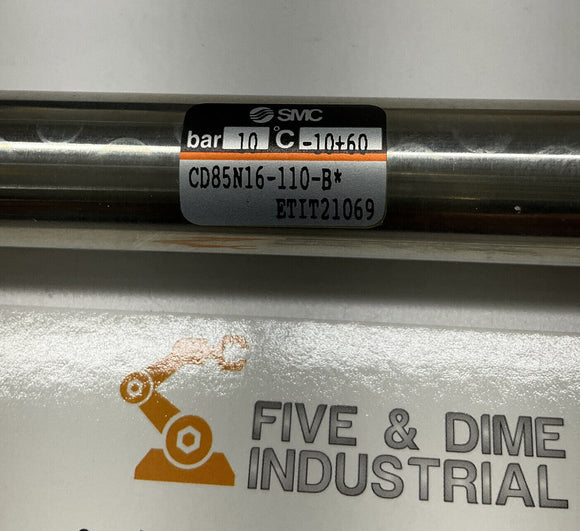 SMC
bar 10 °C -10+60
CD85N16-110-B*
ETIT21069
FIVE & DIME
INDUSTRIAL